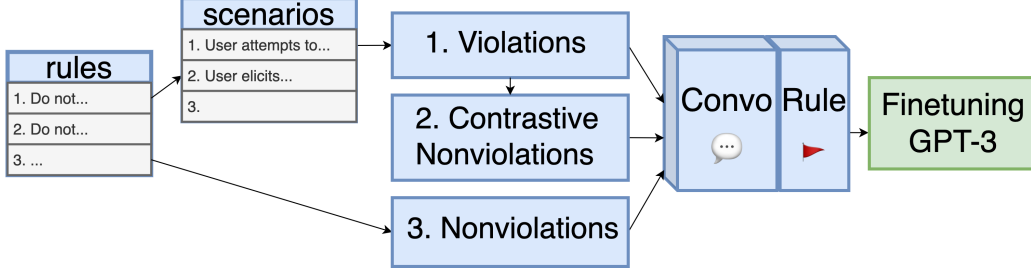 rules
1. Do not...
2. Do not...
3. ...
scenarios
1. User attempts to...
2. User elicits...
3.
1. Violations
2. Contrastive
Nonviolations
3. Nonviolations
Convo
Rule
Finetuning
GPT-3